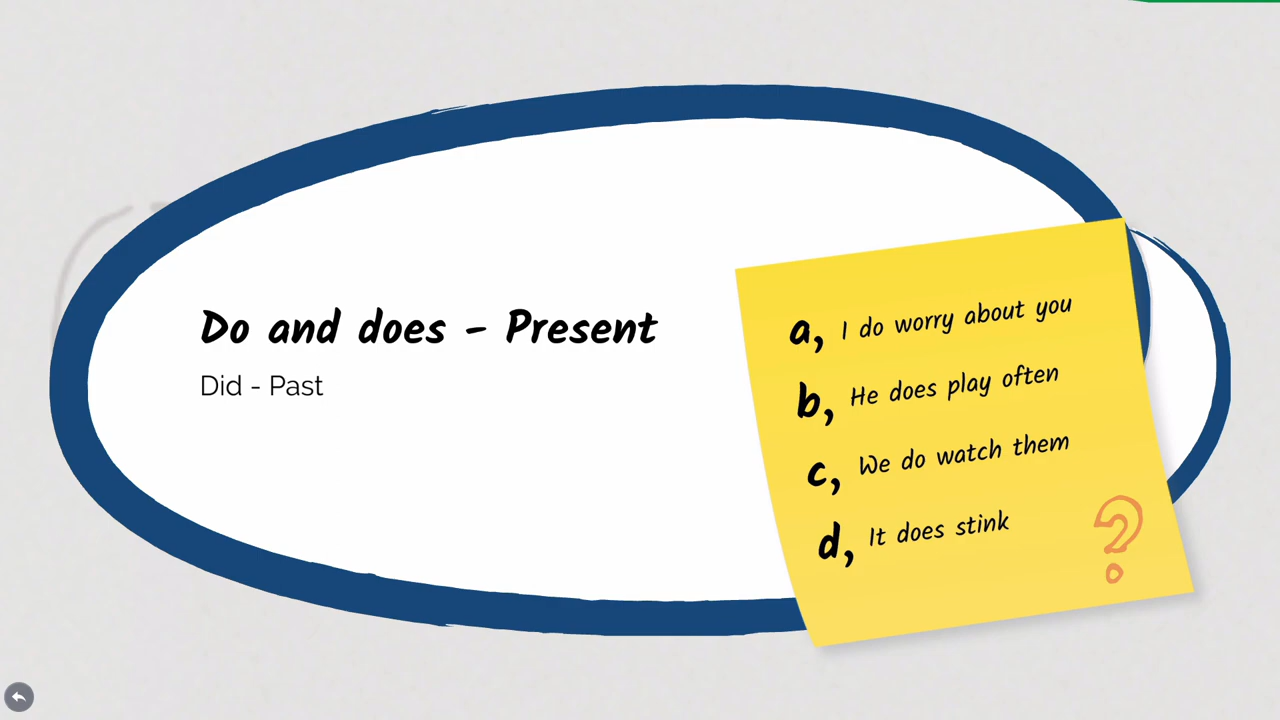 Do and does - Present
Did - Past
a, I do worry about you
b, He does play often
c, We do watch them
d, It does stink
?